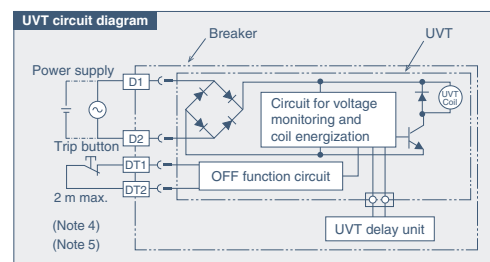 UVT circuit diagram
Breaker
UVT
Power supply
D1
D2
Circuit for voltage
monitoring and
coil energization
UVT
Coil
Trip button
DT1
DT2
OFF function circuit
2 m max.
(Note 4)
(Note 5)
UVT delay unit